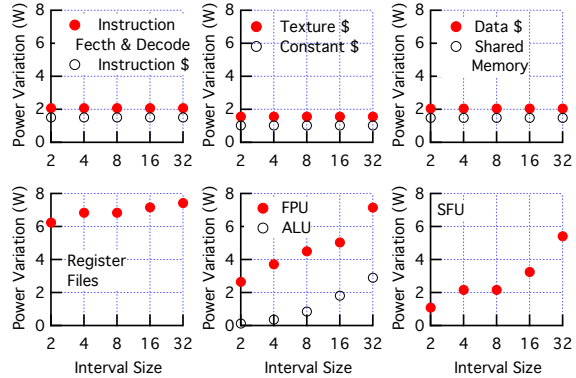 Power Variation (W)
8
6
4
2
0
Instruction
Fecth & Decode
Instruction $
2 4 8 16 32
Power Variation (W)
8
6
4
2
0
Texture $
Constant $
2 4 8 16 32
Power Variation (W)
8
6
4
2
0
Data $
Shared
Memory
2 4 8 16 32
Power Variation (W)
8
6
4
2
0
Register
Files
2 4 8 16 32
Interval Size
Power Variation (W)
8
6
4
2
0
FPU
ALU
2 4 8 16 32
Interval Size
Power Variation (W)
8
6
4
2
0
SFU
2 4 8 16 32
Interval Size